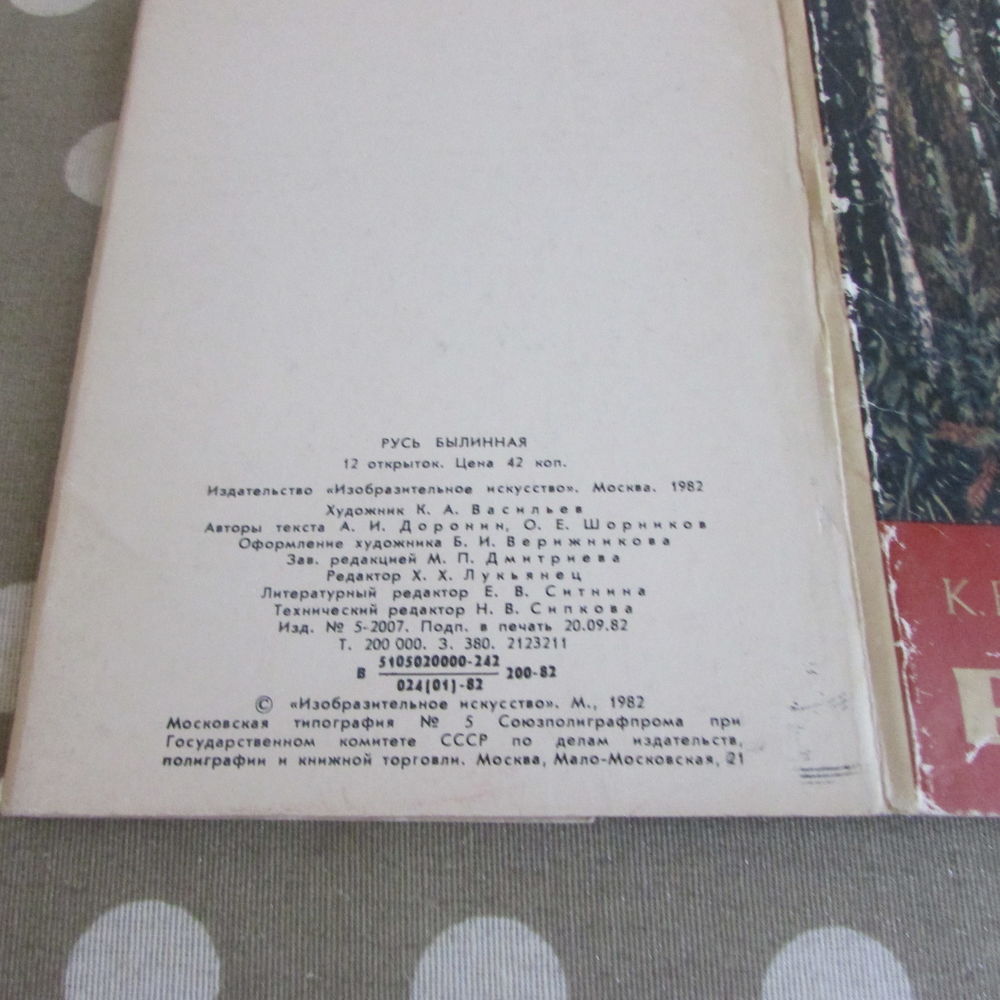 РУСЬ БЫЛИННАЯ
12 открыток. Цена 42 коп.
Издательство «Изобразительное искусство». Москва. 1982
Художник К. А. Васильев
Авторы текста А. И. Доронин, О. Е. Шорников
Оформление художника Б. И. Верижникова
Зав. редакцией М. П. Дмитриева
Редактор Х. Х. Лукьянец
Литературный редактор Е. В. Ситнина
Технический редактор Н. В. Сипкова
Изд. № 5-2007. Подп. в печать 20.09.82
Т. 200 000. З. 380. 2123211
В 5105020000-242 200-82
024(01)-82
© «Изобразительное искусство». М., 1982
Московская типография № 5 Союзполиграфпрома при
Государственном комитете СССР по делам издательств,
полиграфии и книжной торговли. Москва, Мало-Московская, 21
К.